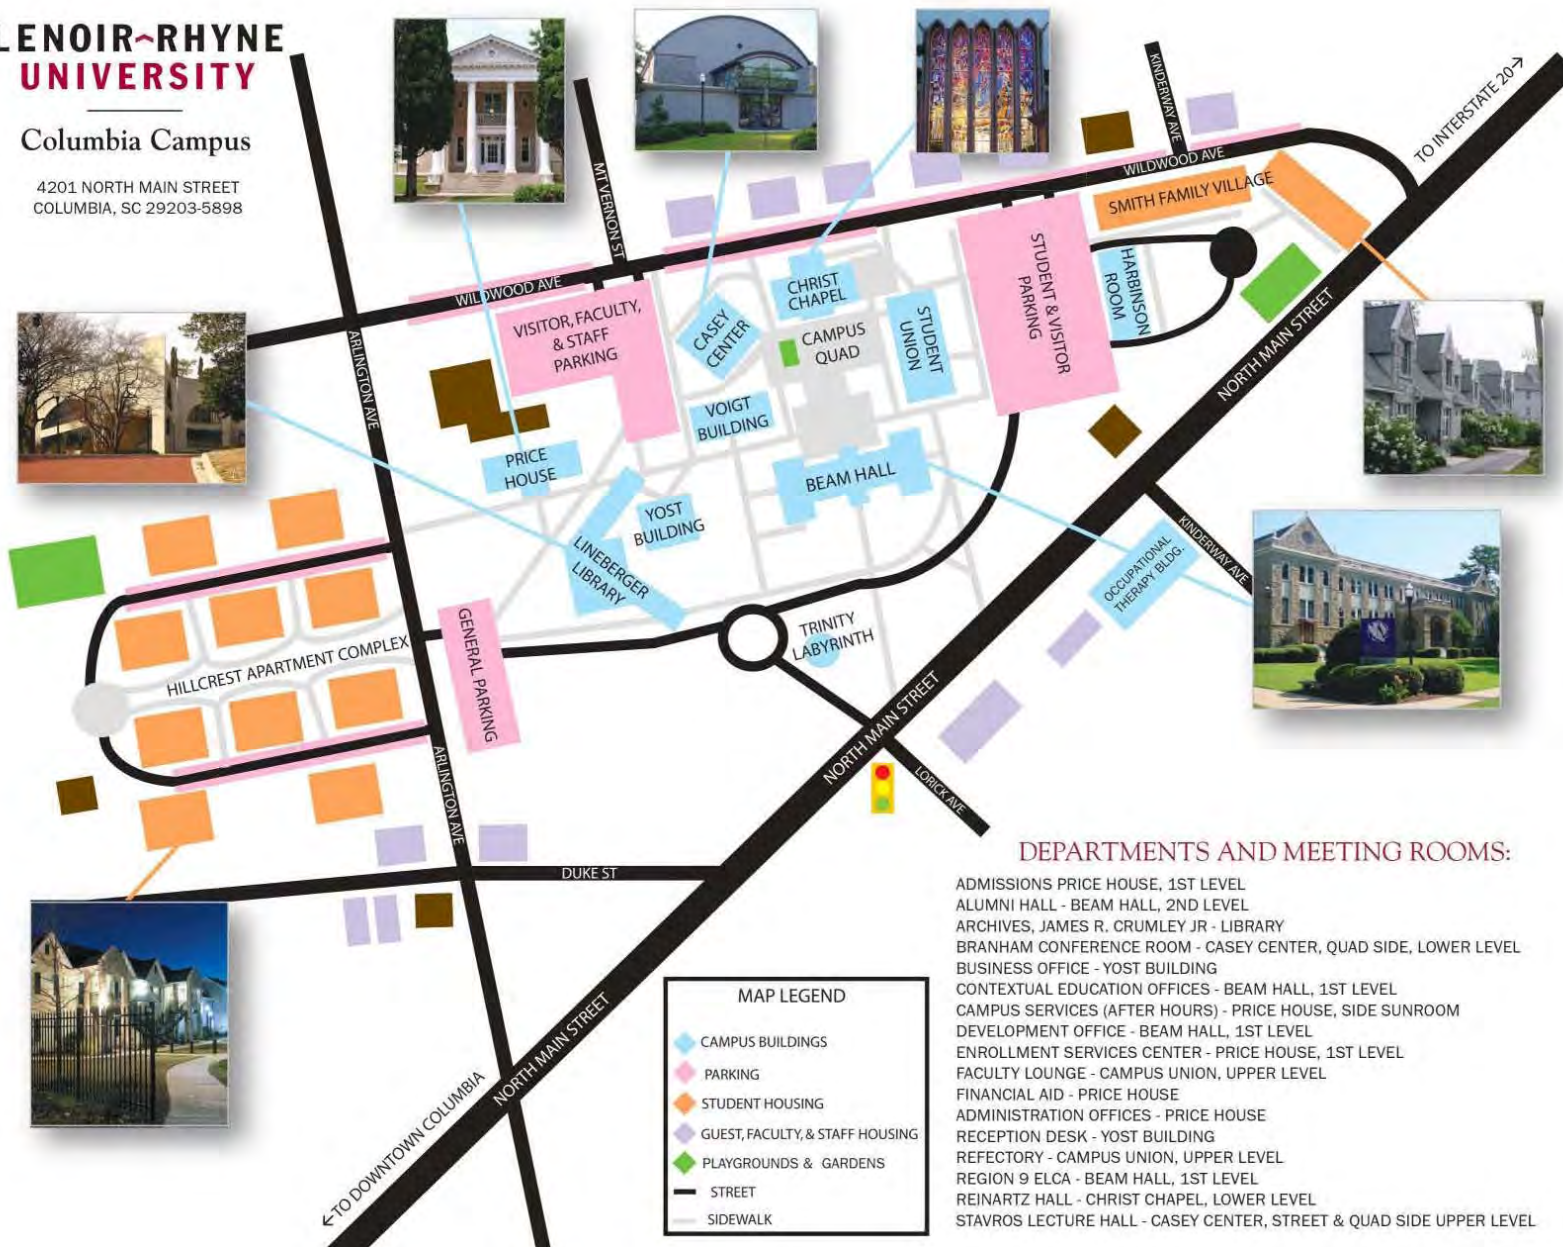 LENOIR-RHYNE
UNIVERSITY
Columbia Campus
4201 NORTH MAIN STREET
COLUMBIA, SC 29203-5898
KINDERWAY AVE
TO INTERSTATE 20→
MT VERNON ST
WILDWOOD AVE
SMITH FAMILY VILLAGE
STUDENT & VISITOR
PARKING
HARBINSON
ROOM
CHRIST
CHAPEL
WILDWOOD AVE
VISITOR, FACULTY,
& STAFF
PARKING
CASEY
CENTER
CAMPUS
QUAD
STUDENT
UNION
ARLINGTON AVE
NORTH MAIN STREET
VOIGT
BUILDING
PRICE
HOUSE
BEAM HALL
YOST
BUILDING
LINEBERGER
LIBRARY
KINDERWAY AVE
OCCUPATIONAL
THERAPY BLDG.
TRINITY
LABYRINTH
HILLCREST APARTMENT COMPLEX
GENERAL PARKING
NORTH MAIN STREET
LORICK AVE
ARLINGTON AVE
DUKE ST
NORTH MAIN STREET
←TO DOWNTOWN COLUMBIA
MAP LEGEND
CAMPUS BUILDINGS
PARKING
STUDENT HOUSING
GUEST, FACULTY, & STAFF HOUSING
PLAYGROUNDS & GARDENS
STREET
SIDEWALK
DEPARTMENTS AND MEETING ROOMS:
ADMISSIONS PRICE HOUSE, 1ST LEVEL
ALUMNI HALL - BEAM HALL, 2ND LEVEL
ARCHIVES, JAMES R. CRUMLEY JR - LIBRARY
BRANHAM CONFERENCE ROOM - CASEY CENTER, QUAD SIDE, LOWER LEVEL
BUSINESS OFFICE - YOST BUILDING
CONTEXTUAL EDUCATION OFFICES - BEAM HALL, 1ST LEVEL
CAMPUS SERVICES (AFTER HOURS) - PRICE HOUSE, SIDE SUNROOM
DEVELOPMENT OFFICE - BEAM HALL, 1ST LEVEL
ENROLLMENT SERVICES CENTER - PRICE HOUSE, 1ST LEVEL
FACULTY LOUNGE - CAMPUS UNION, UPPER LEVEL
FINANCIAL AID - PRICE HOUSE
ADMINISTRATION OFFICES - PRICE HOUSE
RECEPTION DESK - YOST BUILDING
REFECTORY - CAMPUS UNION, UPPER LEVEL
REGION 9 ELCA - BEAM HALL, 1ST LEVEL
REINARTZ HALL - CHRIST CHAPEL, LOWER LEVEL
STAVROS LECTURE HALL - CASEY CENTER, STREET & QUAD SIDE UPPER LEVEL